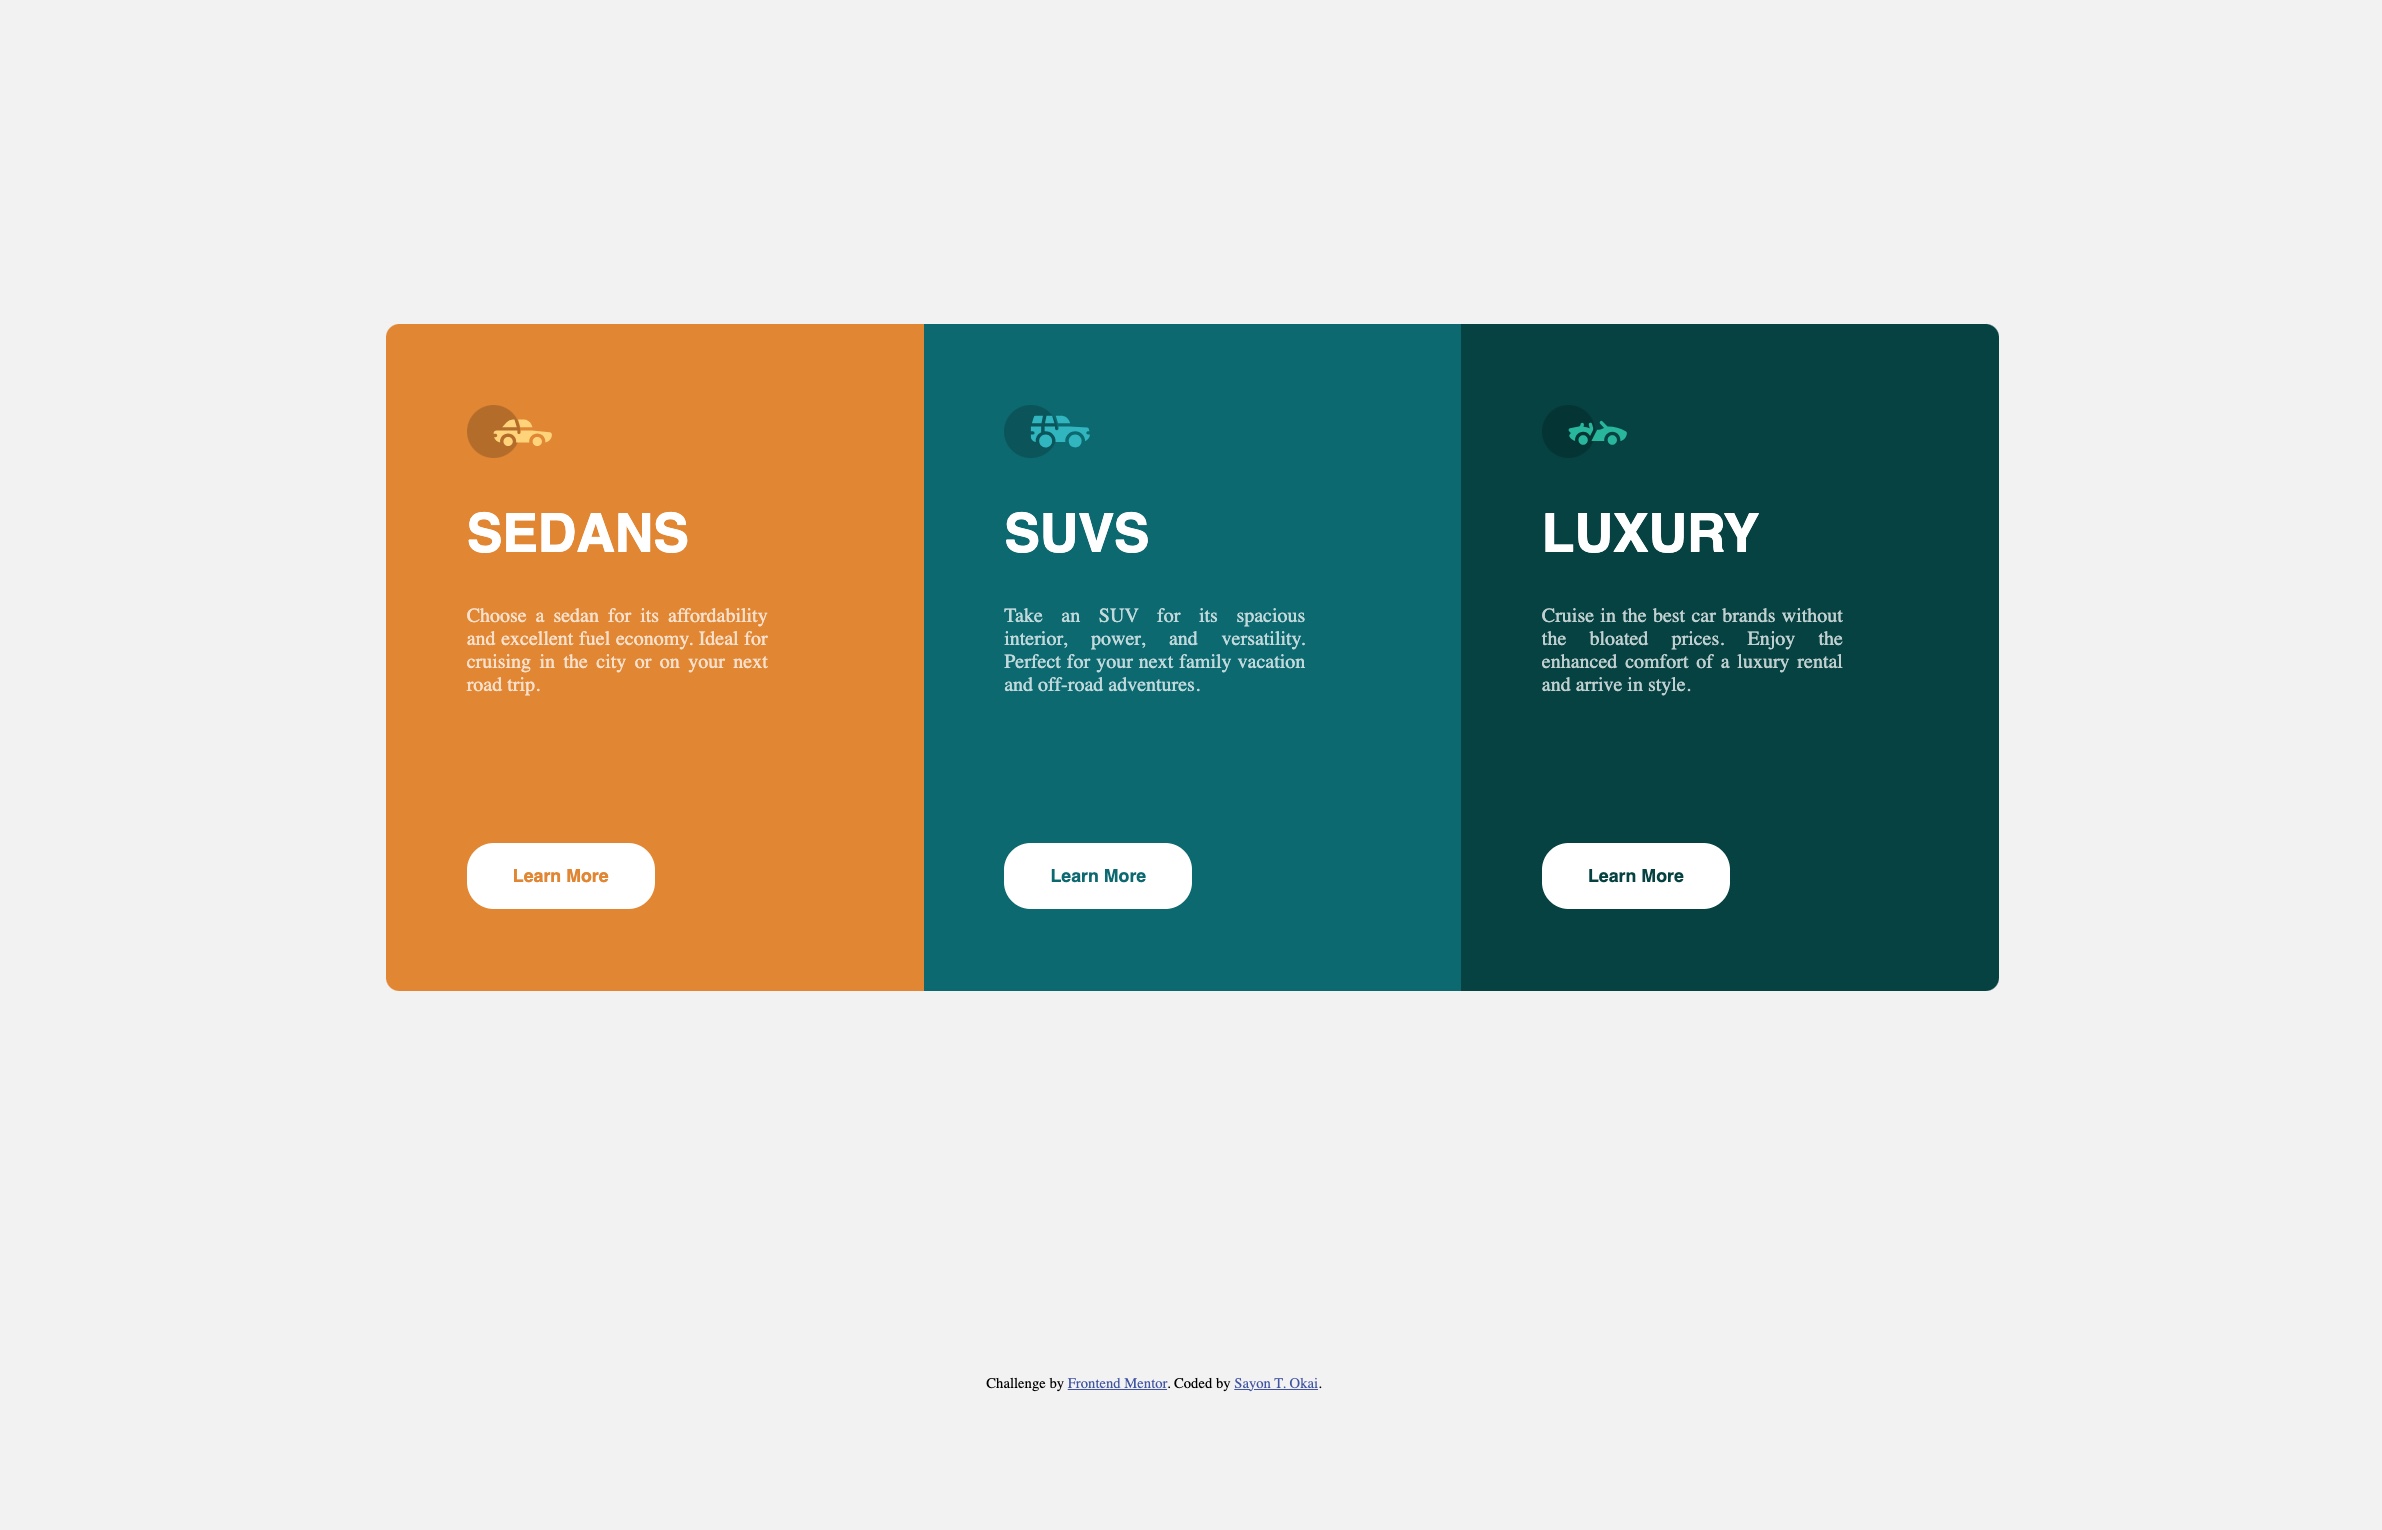 SEDANS
Choose a sedan for its affordability
and excellent fuel economy. Ideal for
cruising in the city or on your next
road trip.
Learn More
SUVS
Take an SUV for its spacious
interior, power, and versatility.
Perfect for your next family vacation
and off-road adventures.
Learn More
LUXURY
Cruise in the best car brands without
the bloated prices. Enjoy the
enhanced comfort of a luxury rental
and arrive in style.
Learn More
Challenge by Frontend Mentor. Coded by Sayon T. Okai.